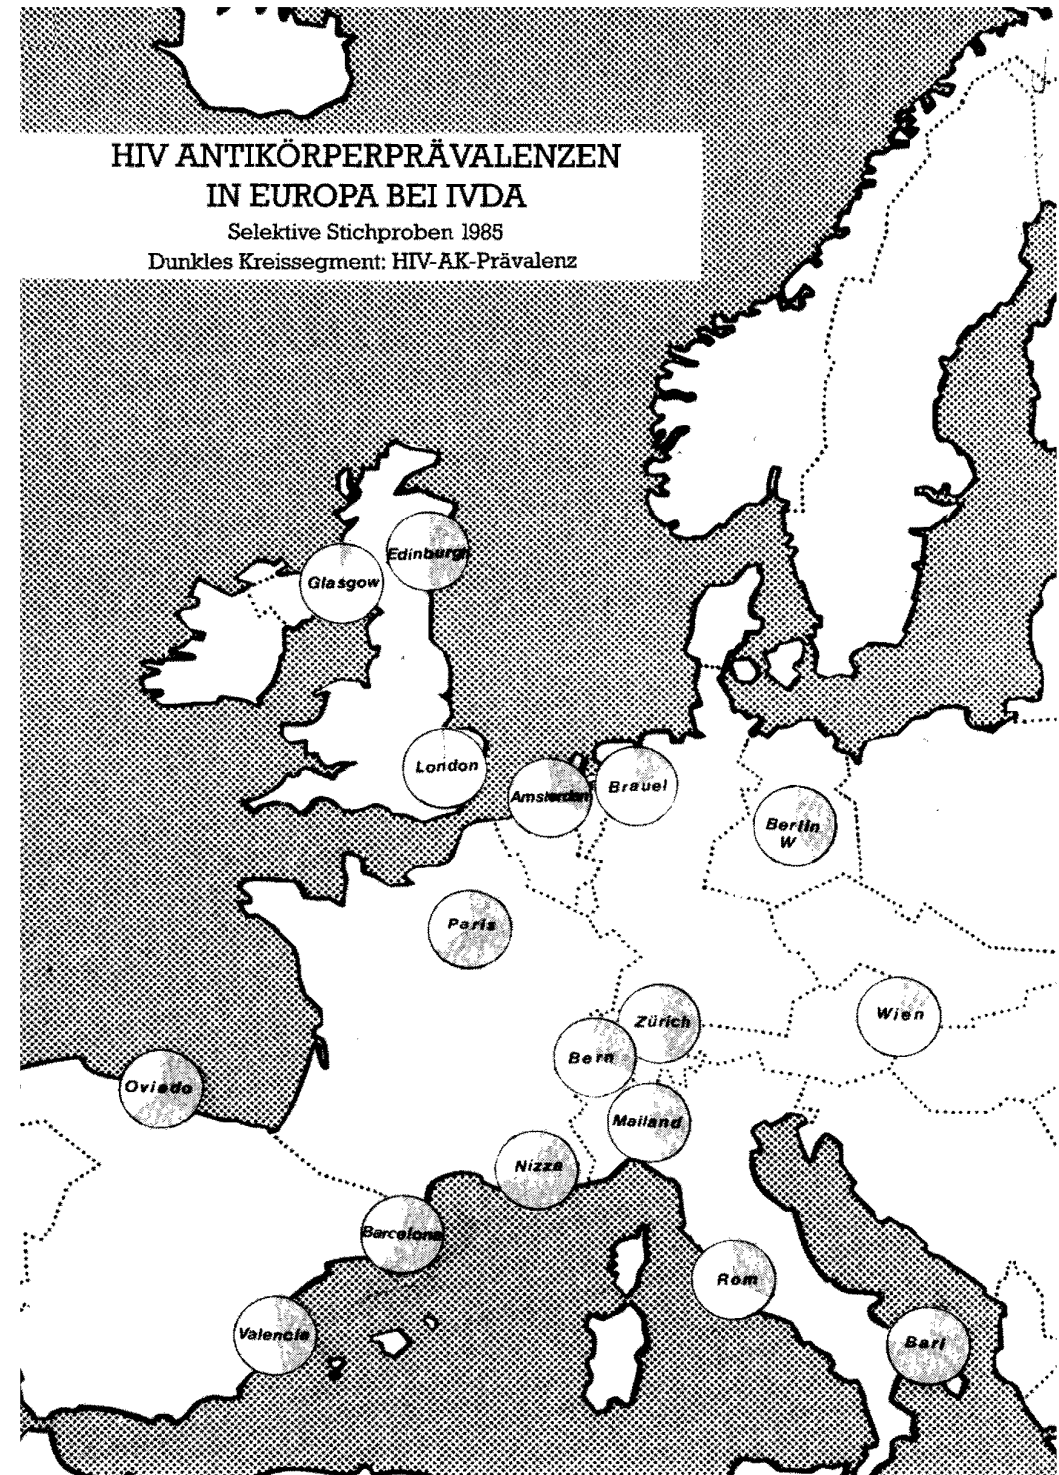 HIV ANTIKÖRPERPRÄVALENZEN
IN EUROPA BEI IVDA
Selektive Stichproben 1985
Dunkles Kreissegment: HIV-AK-Prävalenz
Edinburgh
Glasgow
London
Amsterdam
Brauel
Berlin
W
Paris
Zürich
Wien
Bern
Oviedo
Mailand
Nizza
Barcelona
Rom
Valencia
Bari